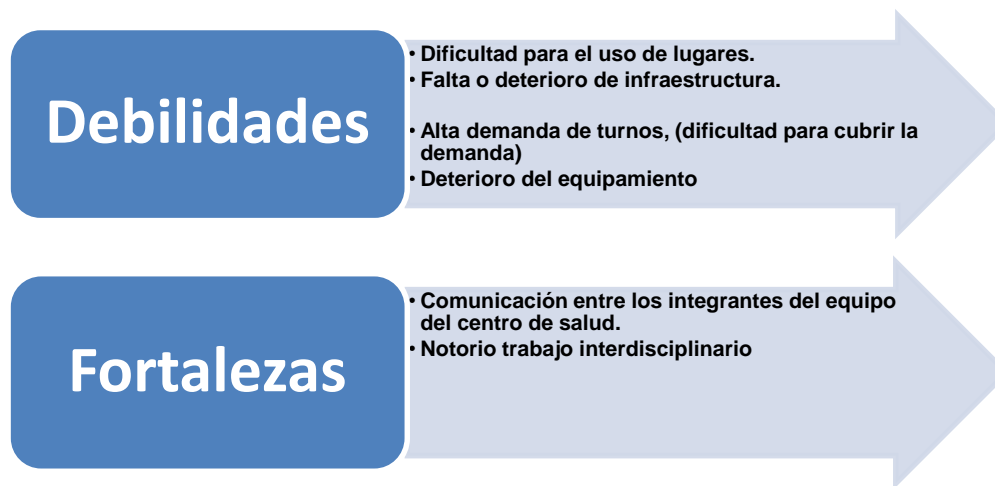 Debilidades
• Dificultad para el uso de lugares.
• Falta o deterioro de infraestructura.
• Alta demanda de turnos, (dificultad para cubrir la
demanda)
• Deterioro del equipamiento
Fortalezas
• Comunicación entre los integrantes del equipo
del centro de salud.
• Notorio trabajo interdisciplinario